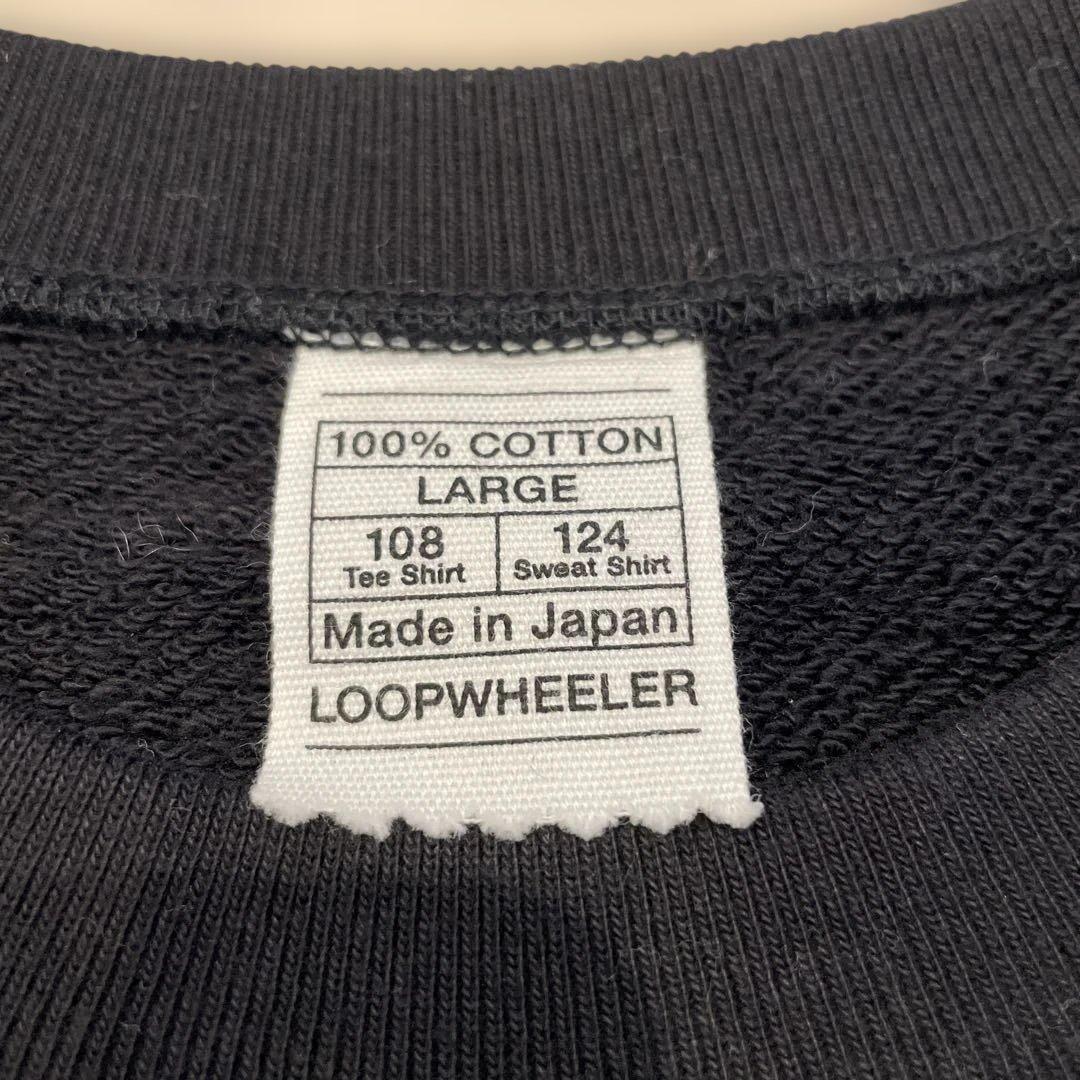 100% COTTON
LARGE
108 124
Tee Shirt Sweat Shirt
Made in Japan
LOOPWHEELER